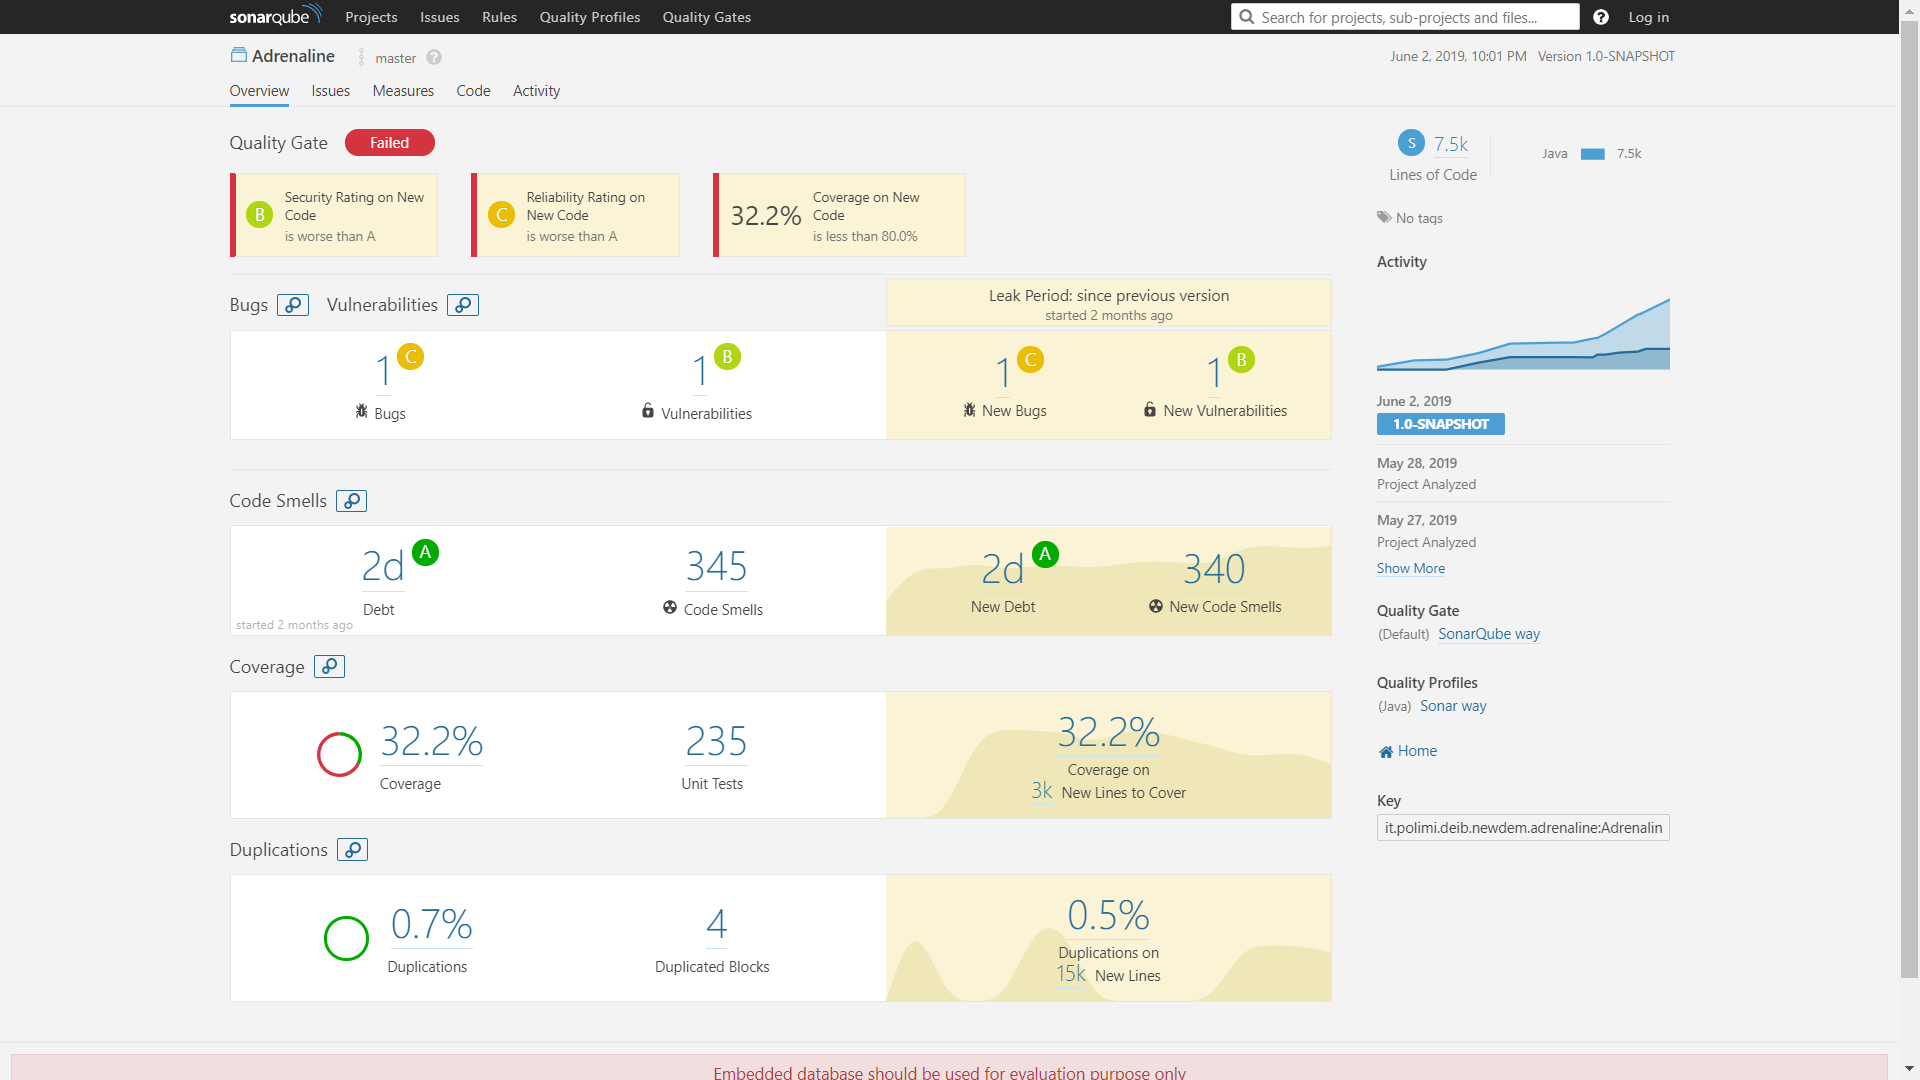 sonarqube Projects Issues Rules Quality Profiles Quality Gates Search for projects, sub-projects and files... ? Log in
Adrenaline master ? June 2, 2019, 10:01 PM Version 1.0-SNAPSHOT
Overview Issues Measures Code Activity
Quality Gate Failed
B Security Rating on New Code
is worse than A
C Reliability Rating on New Code
is worse than A
32.2% Coverage on New Code
is less than 80.0%
Bugs Vulnerabilities
Leak Period: since previous version
started 2 months ago
1 C
Bugs
1 B
Vulnerabilities
1 C
New Bugs
1 B
New Vulnerabilities
Code Smells
2d A
Debt
started 2 months ago
345
Code Smells
2d A
New Debt
340
New Code Smells
Coverage
32.2%
Coverage
235
Unit Tests
32.2%
Coverage on
3k New Lines to Cover
Duplications
0.7%
Duplications
4
Duplicated Blocks
0.5%
Duplications on
15k New Lines
S 7.5k
Lines of Code
Java 7.5k
No tags
Activity
June 2, 2019
1.0-SNAPSHOT
May 28, 2019
Project Analyzed
May 27, 2019
Project Analyzed
Show More
Quality Gate
(Default) SonarQube way
Quality Profiles
(Java) Sonar way
Home
Key
it.polimi.deib.newdem.adrenaline:Adrenalin
Embedded database should be used for evaluation purpose only